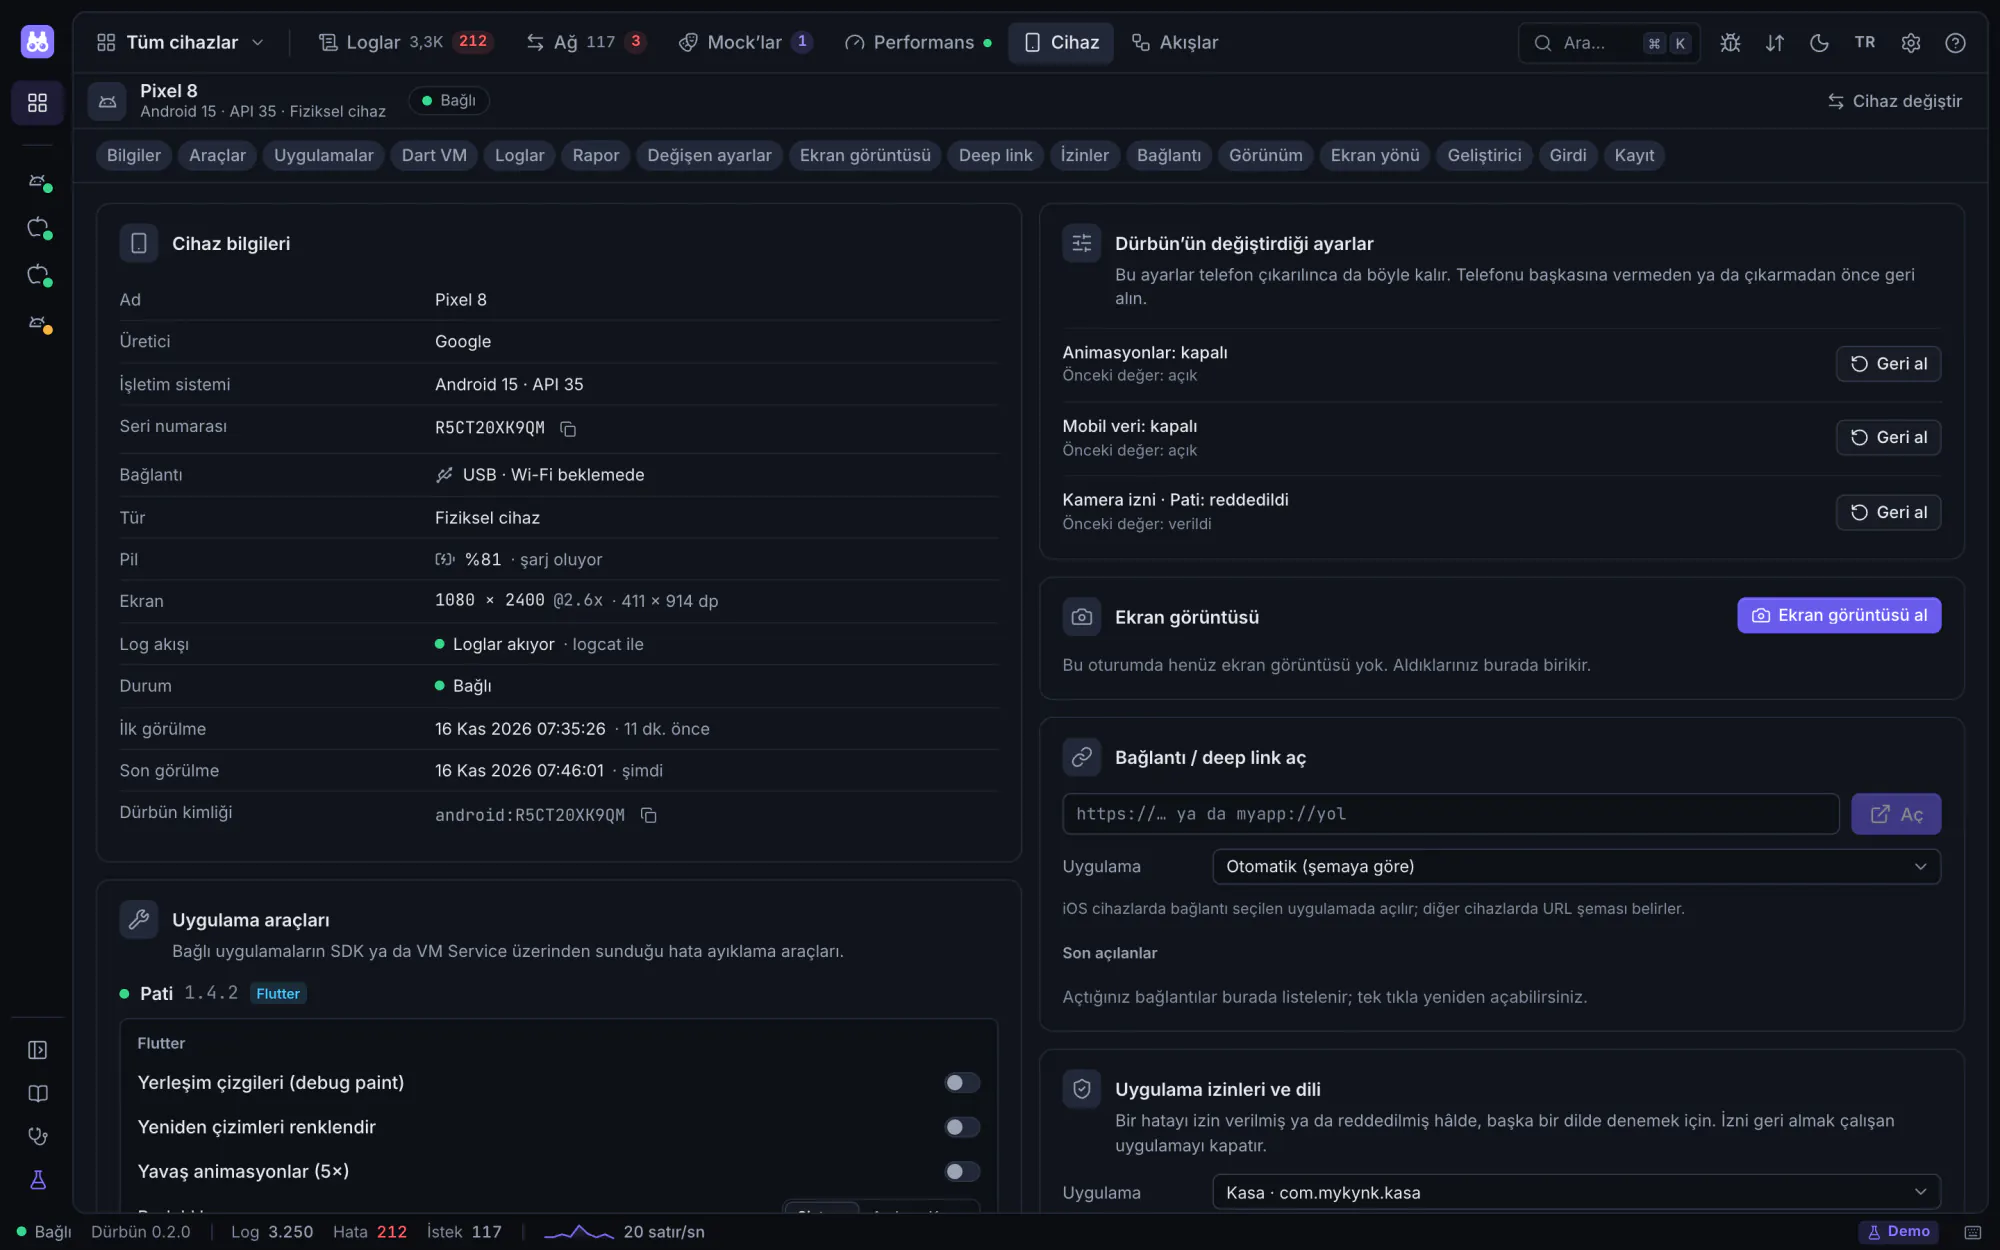 Tüm cihazlar
Loglar 3,3K 212
Ağ 117 3
Mock’lar 1
Performans
Cihaz
Akışlar
Ara... ⌘ K
TR
Pixel 8
Android 15 · API 35 · Fiziksel cihaz
Bağlı
Cihaz değiştir
Bilgiler Araçlar Uygulamalar Dart VM Loglar Rapor Değişen ayarlar Ekran görüntüsü Deep link İzinler Bağlantı Görünüm Ekran yönü Geliştirici Girdi Kayıt
Cihaz bilgileri
Ad Pixel 8
Üretici Google
İşletim sistemi Android 15 · API 35
Seri numarası R5CT20XK9QM
Bağlantı USB · Wi-Fi beklemede
Tür Fiziksel cihaz
Pil %81 · şarj oluyor
Ekran 1080 × 2400 @2.6x · 411 × 914 dp
Log akışı Loglar akıyor · logcat ile
Durum Bağlı
İlk görülme 16 Kas 2026 07:35:26 · 11 dk. önce
Son görülme 16 Kas 2026 07:46:01 · şimdi
Dürbün kimliği android:R5CT20XK9QM
Uygulama araçları
Bağlı uygulamaların SDK ya da VM Service üzerinden sunduğu hata ayıklama araçları.
Pati 1.4.2 Flutter
Flutter
Yerleşim çizgileri (debug paint)
Yeniden çizimleri renklendir
Yavaş animasyonlar (5×)
Dürbün’ün değiştirdiği ayarlar
Bu ayarlar telefon çıkarılınca da böyle kalır. Telefonu başkasına vermeden ya da çıkarmadan önce geri
alın.
Animasyonlar: kapalı
Önceki değer: açık
Geri al
Mobil veri: kapalı
Önceki değer: açık
Geri al
Kamera izni · Pati: reddedildi
Önceki değer: verildi
Geri al
Ekran görüntüsü
Ekran görüntüsü al
Bu oturumda henüz ekran görüntüsü yok. Aldıklarınız burada birikir.
Bağlantı / deep link aç
https://… ya da myapp://yol
Aç
Uygulama Otomatik (şemaya göre)
iOS cihazlarda bağlantı seçilen uygulamada açılır; diğer cihazlarda URL şeması belirler.
Son açılanlar
Açtığınız bağlantılar burada listelenir; tek tıkla yeniden açabilirsiniz.
Uygulama izinleri ve dili
Bir hatayı izin verilmiş ya da reddedilmiş hâlde, başka bir dilde denemek için. İzni geri almak çalışan
uygulamayı kapatır.
Uygulama Kasa · com.mykynk.kasa
Bağlı Dürbün 0.2.0 Log 3.250 Hata 212 İstek 117 20 satır/sn Demo